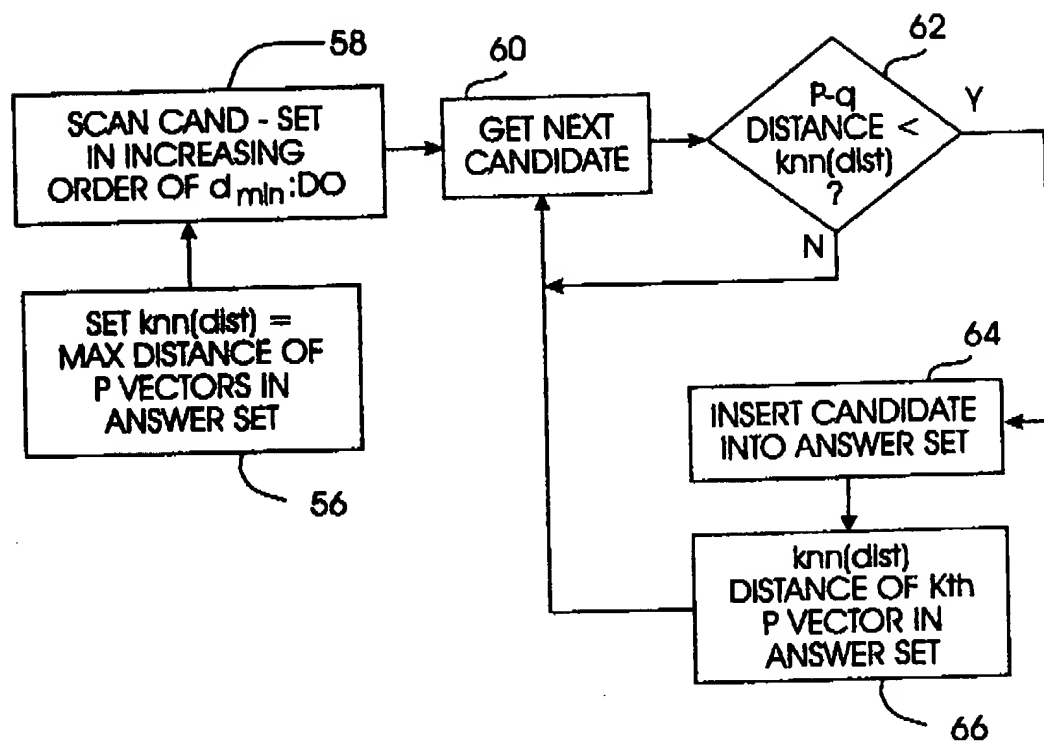 58
SCAN CAND - SET
IN INCREASING
ORDER OF dmin:DO
60
GET NEXT
CANDIDATE
62
P-q
DISTANCE <
knn(dist)
?
Y
N
SET knn(dist) =
MAX DISTANCE OF
P VECTORS IN
ANSWER SET
56
64
INSERT CANDIDATE
INTO ANSWER SET
knn(dist)
DISTANCE OF Kth
P VECTOR IN
ANSWER SET
66